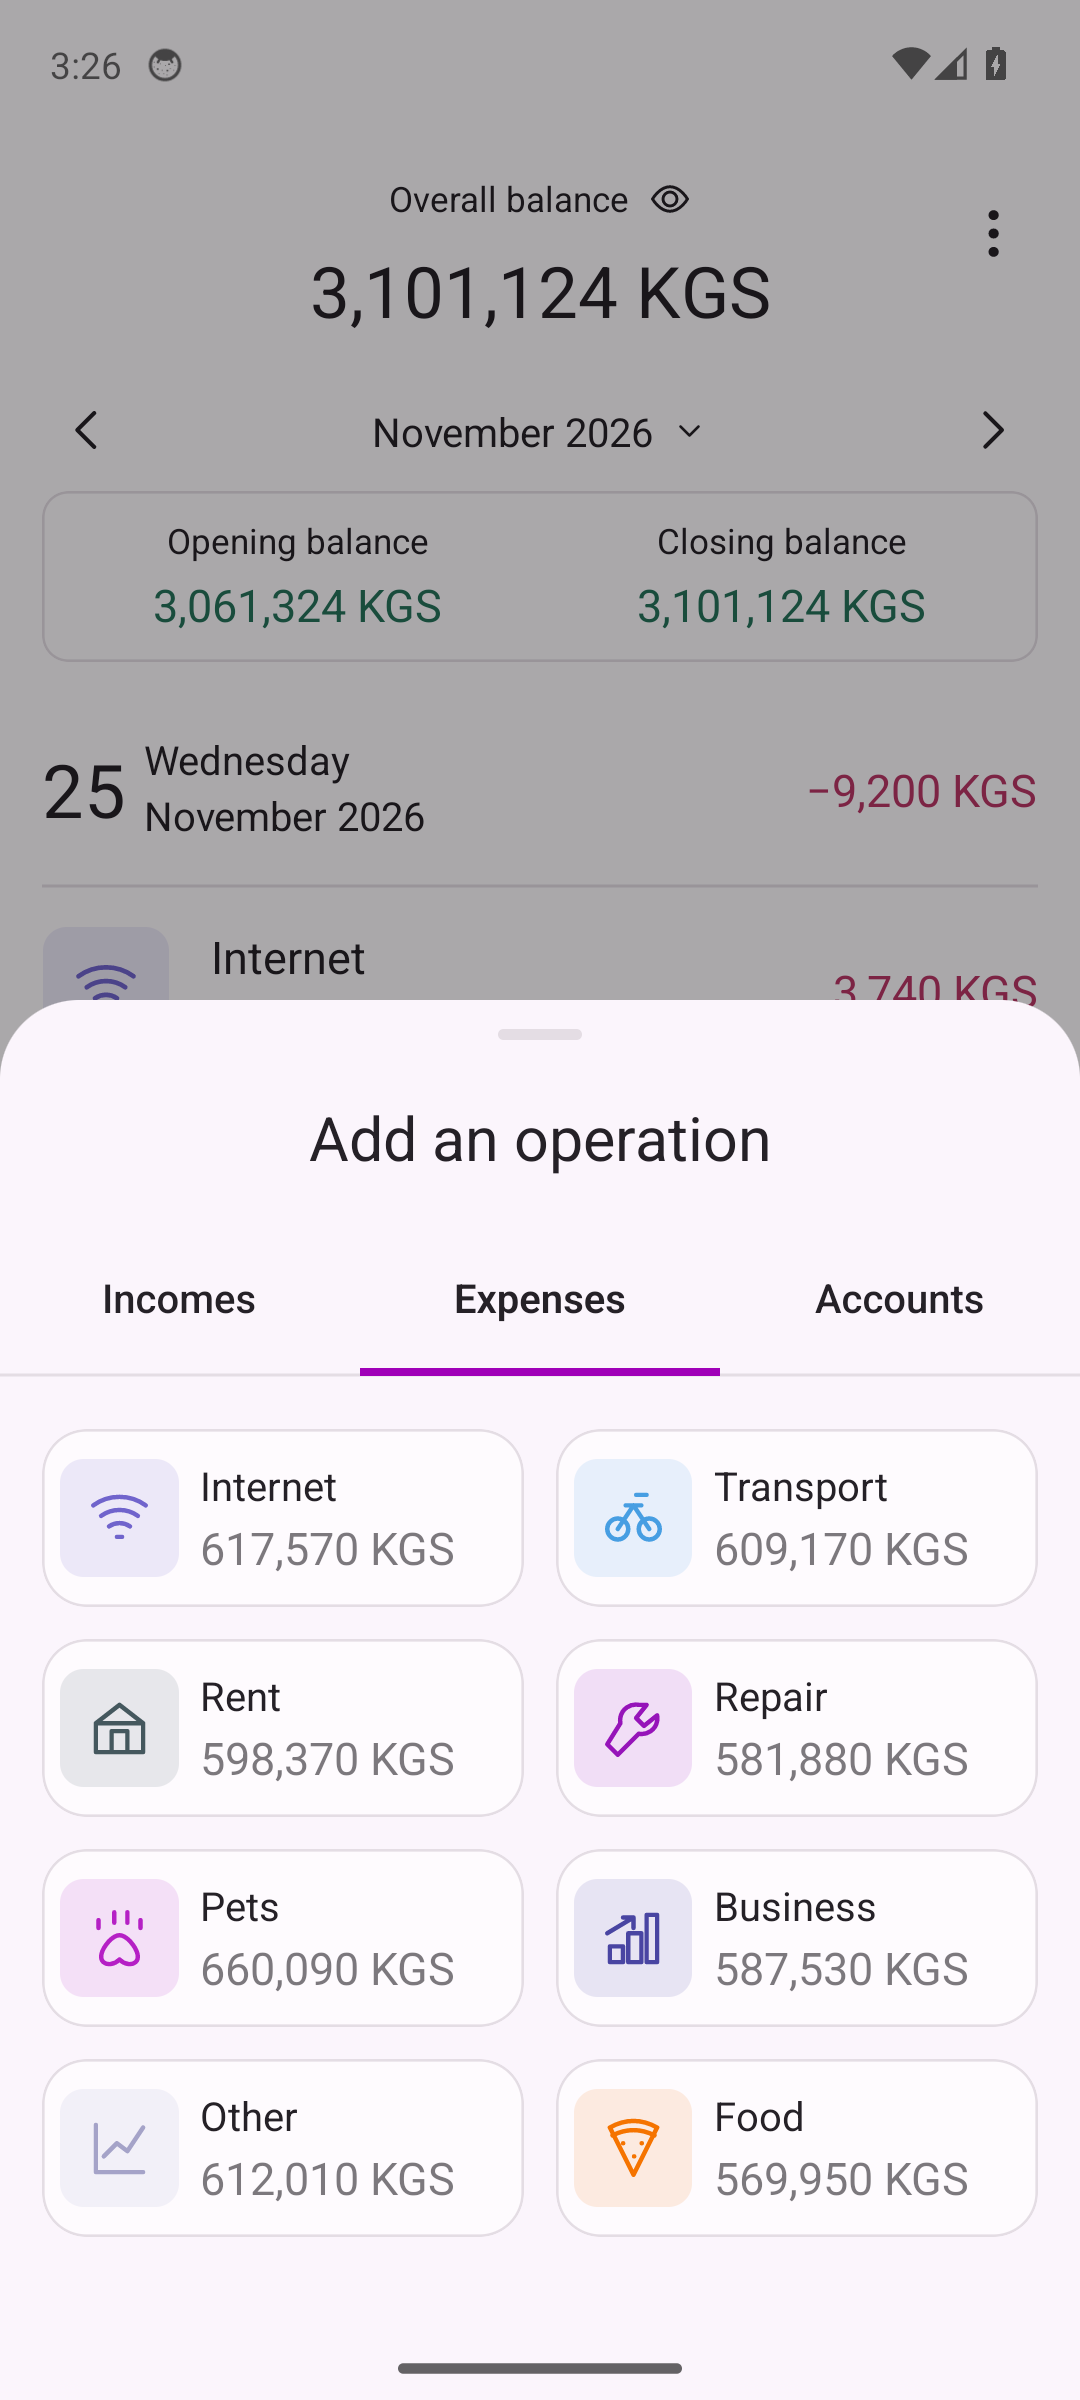 3:26
Overall balance
3,101,124 KGS
November 2026
Opening balance
Closing balance
3,061,324 KGS
3,101,124 KGS
25
Wednesday
November 2026
−9,200 KGS
Internet
3,740 KGS
Add an operation
Incomes
Expenses
Accounts
Internet
617,570 KGS
Transport
609,170 KGS
Rent
598,370 KGS
Repair
581,880 KGS
Pets
660,090 KGS
Business
587,530 KGS
Other
612,010 KGS
Food
569,950 KGS